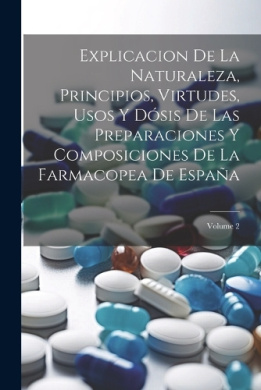 Explicacion De La
Naturaleza,
Principios, Virtudes,
Usos Y Dósis De Las
Preparaciones Y
Composiciones De La
Farmacopea De España
Volume 2